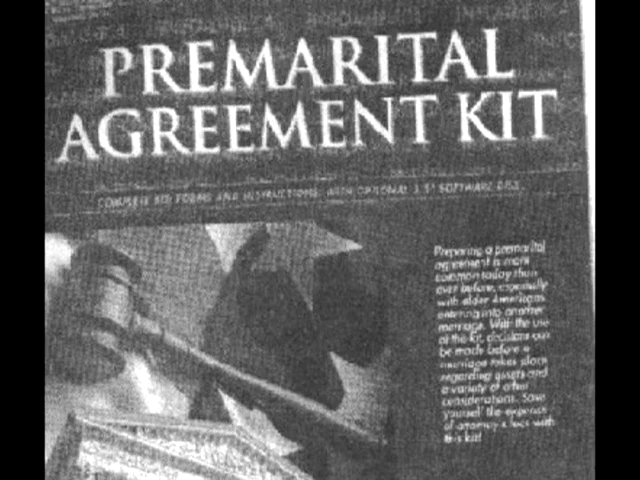 PREMARITAL
AGREEMENT KIT
COMPLETE FORMS AND INSTRUCTIONS, WITH OPTIONAL 3.5" SOFTWARE DISK
Preparing a premarital
agreement is more
common today than
ever before, especially
with older Americans
entering into another
marriage. With the use
of the kit, decisions can
be made before a
marriage takes place
regarding assets and
a variety of other
considerations. Save
yourself the expense
of attorney's fees with
this kit!